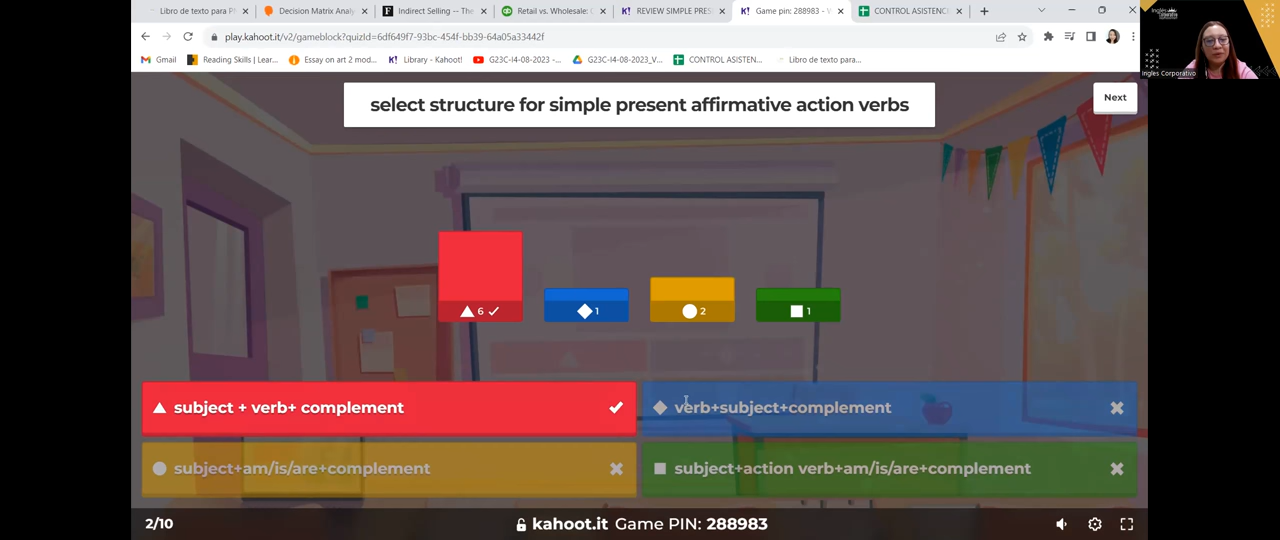 Libro de texto para P
Decision Matrix Anal
Indirect Selling -- The
Retail vs. Wholesale: 
REVIEW SIMPLE PRES
Game pin: 288983 - 
CONTROL ASISTENC
play.kahoot.it/v2/gameblock?quizId=6df649f7-93bc-454f-bb39-64a05a33442f
Gmail
Reading Skills | Lear...
Essay on art 2 mod...
Library - Kahoot!
G23C-I4-08-2023 -...
G23C-I4-08-2023_V...
CONTROL ASISTEN...
Libro de texto para...
Inglés Corporativo
select structure for simple present affirmative action verbs
Next
6
1
2
1
subject + verb+ complement
verb+subject+complement
subject+am/is/are+complement
subject+action verb+am/is/are+complement
2/10
kahoot.it Game PIN: 288983